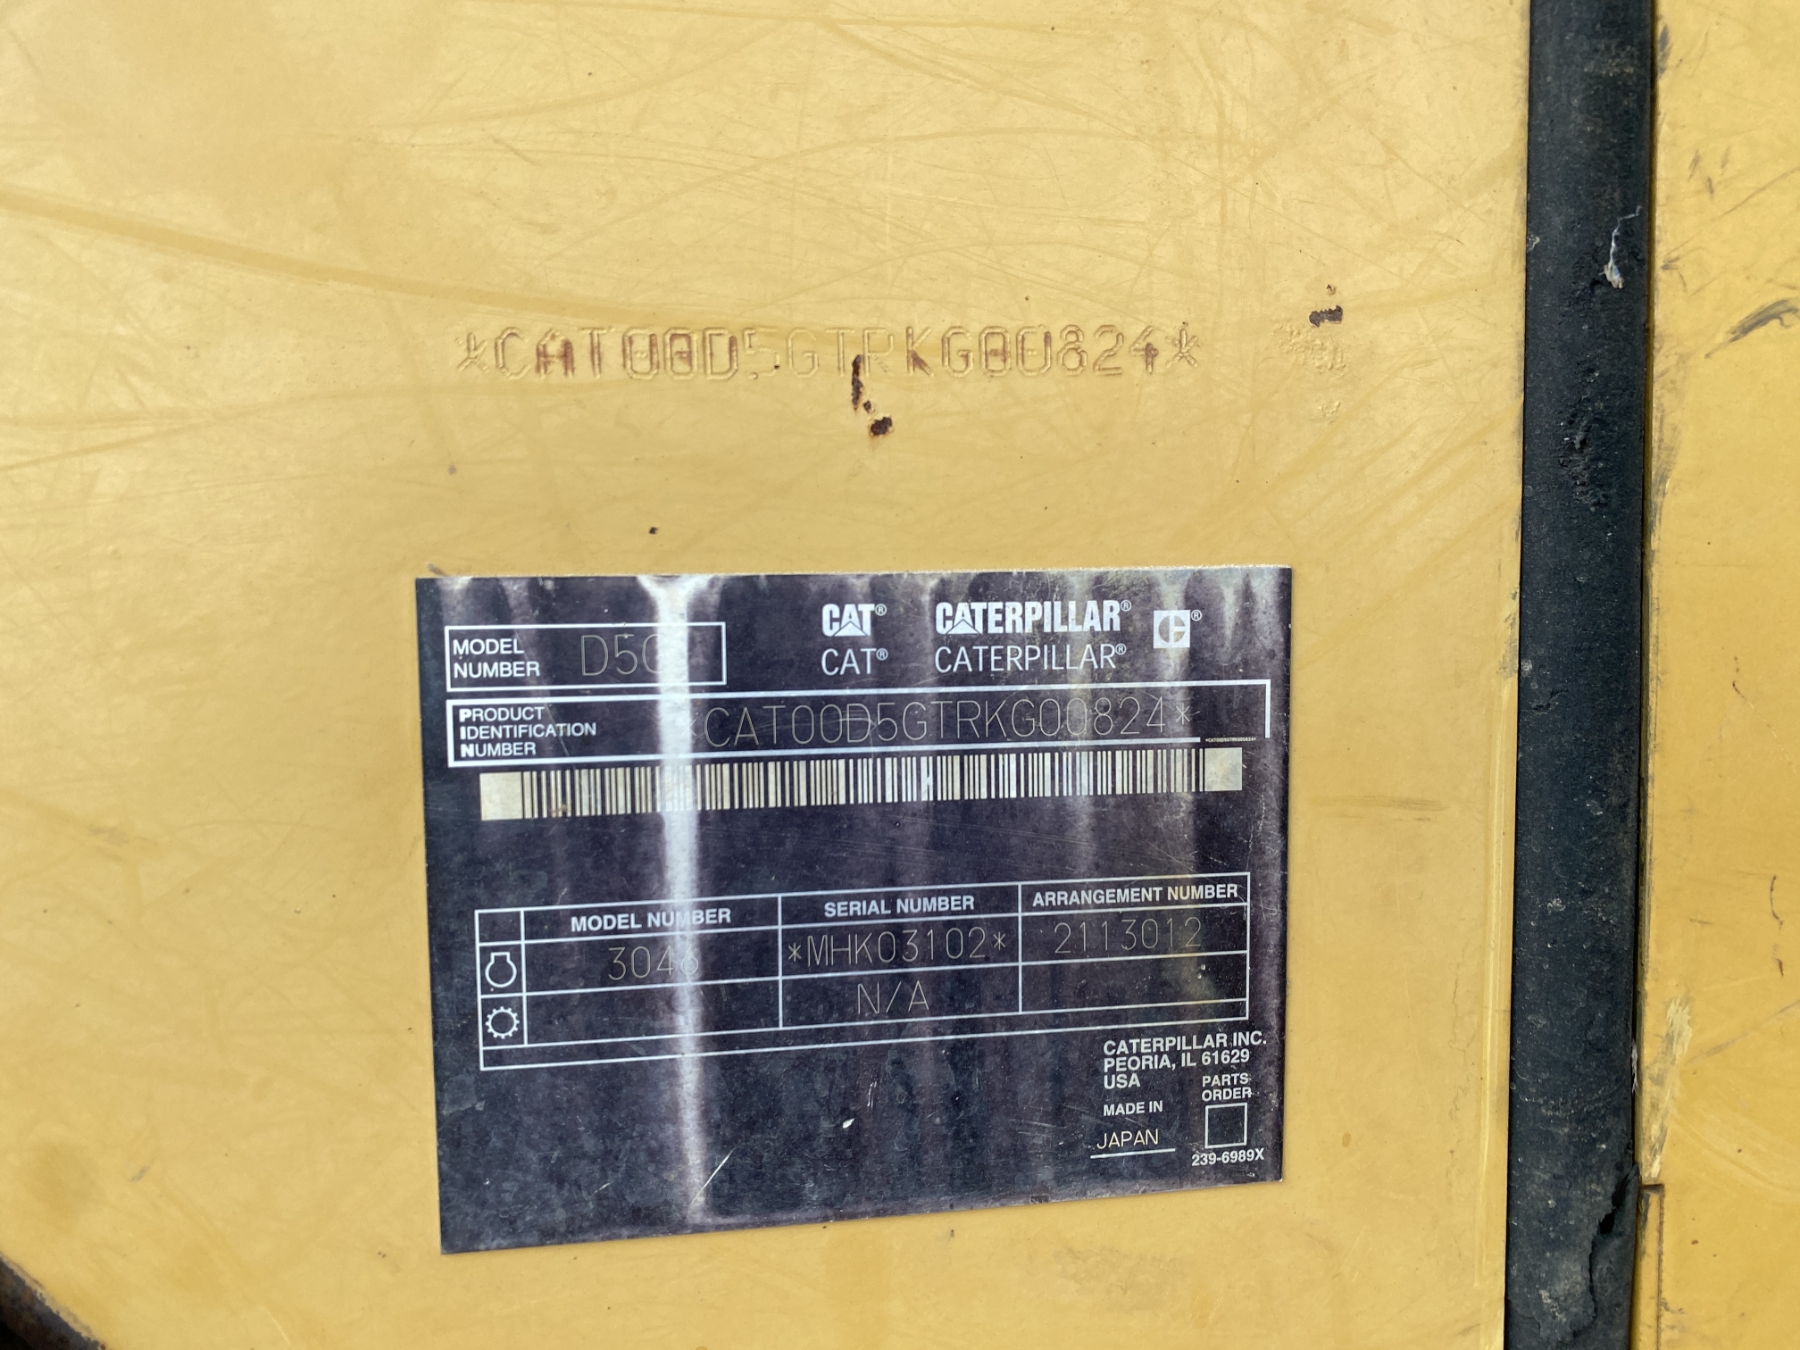 *CAT00D5GTRKG00824*
CAT® CATERPILLAR®
CAT® CATERPILLAR®
MODEL NUMBER D5G
PRODUCT IDENTIFICATION NUMBER *CAT00D5GTRKG00824*
*CAT00D5GTRKG00824*
MODEL NUMBER SERIAL NUMBER ARRANGEMENT NUMBER
3046 *MHK03102* 2113012
N/A
CATERPILLAR INC.
PEORIA, IL 61629
USA
PARTS
ORDER
MADE IN
JAPAN
239-6989X